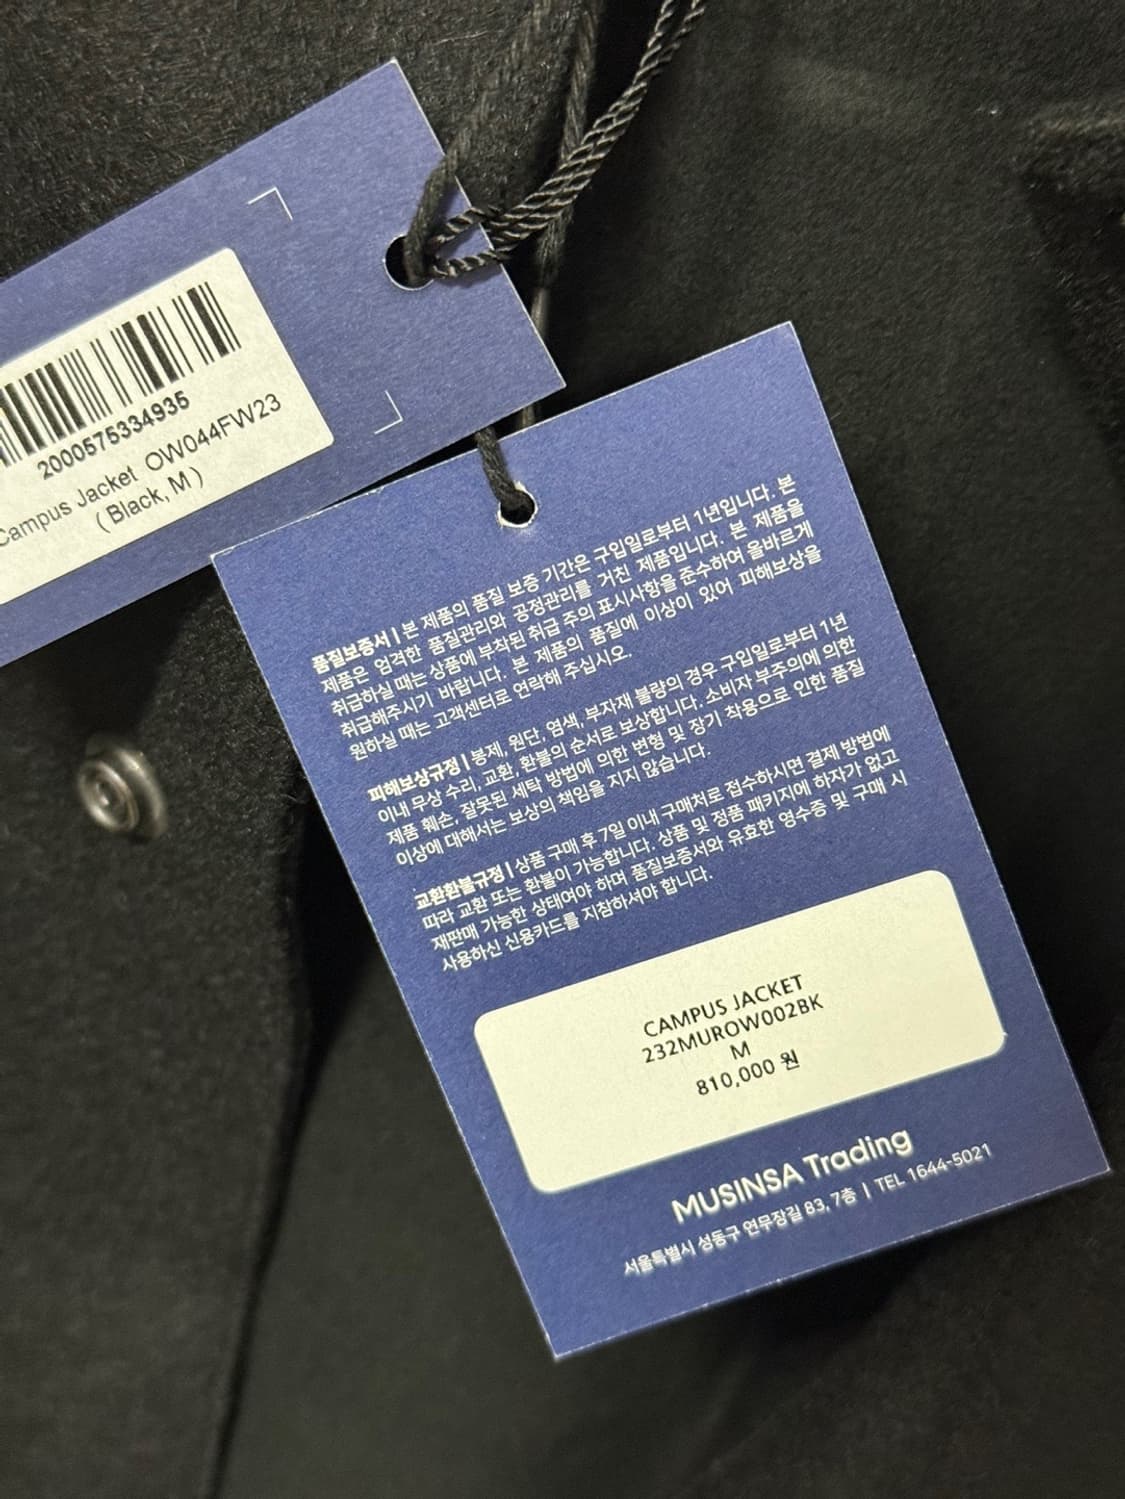 2000575334935
Campus Jacket OW044FW23
( Black, M )
품질보증서 | 본 제품의 품질 보증 기간은 구입일로부터 1년입니다. 본
제품은 엄격한 품질관리와 공정관리를 거친 제품입니다. 본 제품을
취급하실 때는 상품에 부착된 취급 주의 표시사항을 준수하여 올바르게
취급해주시기 바랍니다. 본 제품의 품질에 이상이 있어 피해보상을
원하실 때는 고객센터로 연락해 주십시오.
피해보상규정 | 봉제, 원단, 염색, 부자재 불량의 경우 구입일로부터 1년
이내 무상 수리, 교환, 환불의 순서로 보상합니다. 소비자 부주의에 의한
제품 훼손, 잘못된 세탁 방법에 의한 변형 및 장기 착용으로 인한 품질
이상에 대해서는 보상의 책임을 지지 않습니다.
교환환불규정 | 상품 구매 후 7일 이내 구매처로 접수하시면 결제 방법에
따라 교환 또는 환불이 가능합니다. 상품 및 정품 패키지에 하자가 없고
재판매 가능한 상태여야 하며 품질보증서와 유효한 영수증 및 구매 시
사용하신 신용카드를 지참하셔야 합니다.
CAMPUS JACKET
232MUROW002BK
M
810,000 원
MUSINSA Trading
서울특별시 성동구 연무장길 83, 7층 | TEL 1644-5021